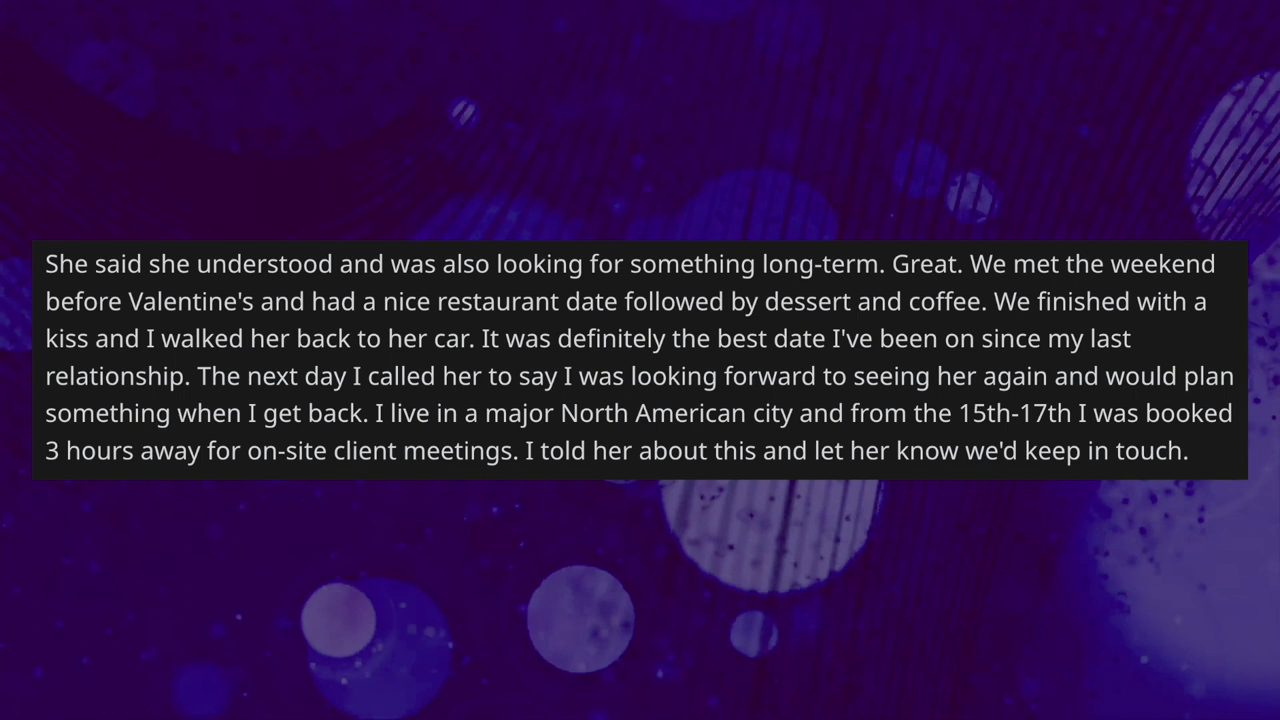 She said she understood and was also looking for something long-term. Great. We met the weekend
before Valentine's and had a nice restaurant date followed by dessert and coffee. We finished with a
kiss and I walked her back to her car. It was definitely the best date I've been on since my last
relationship. The next day I called her to say I was looking forward to seeing her again and would plan
something when I get back. I live in a major North American city and from the 15th-17th I was booked
3 hours away for on-site client meetings. I told her about this and let her know we'd keep in touch.